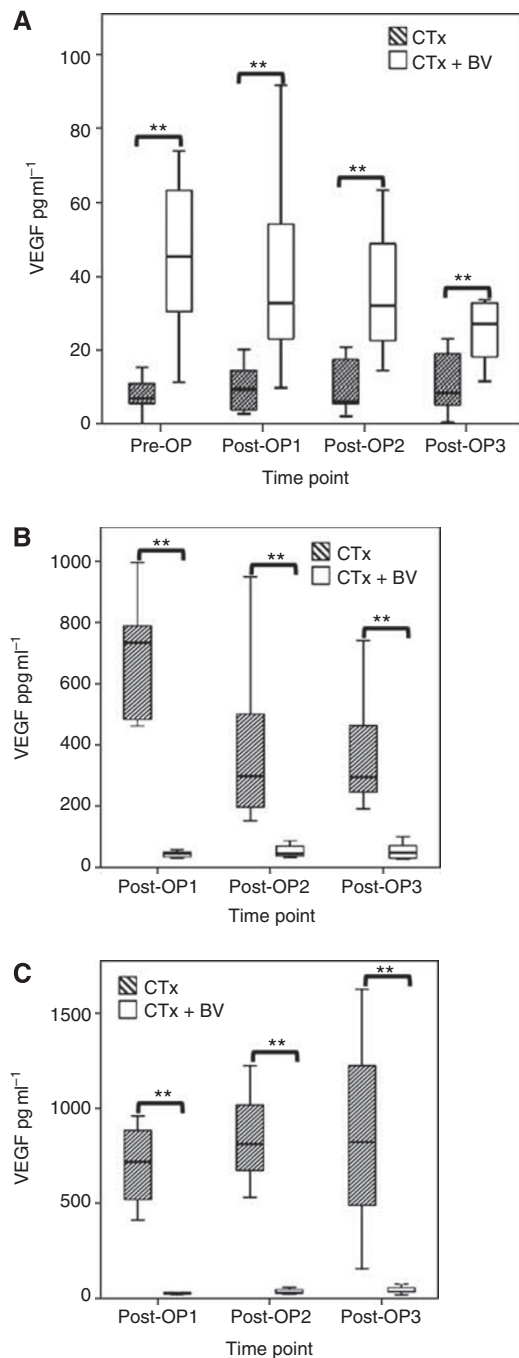 A
CTx
CTx + BV
100
80
60
40
20
0
VEGF pg ml⁻¹
**
**
**
**
Pre-OP Post-OP1 Post-OP2 Post-OP3
Time point
B
CTx
CTx + BV
1000
800
600
400
200
0
VEGF ppg ml⁻¹
**
**
**
Post-OP1 Post-OP2 Post-OP3
Time point
C
CTx
CTx + BV
1500
1000
500
0
VEGF pg ml⁻¹
**
**
**
Post-OP1 Post-OP2 Post-OP3
Time point